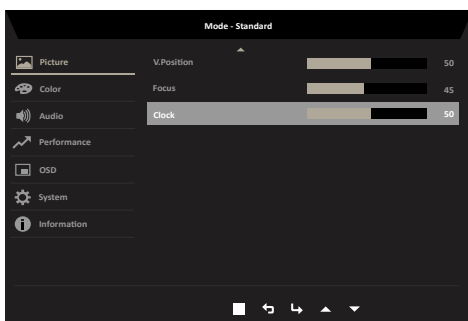 Mode - Standard
Picture
Color
Audio
Performance
OSD
System
Information
V.Position 50
Focus 45
Clock 50